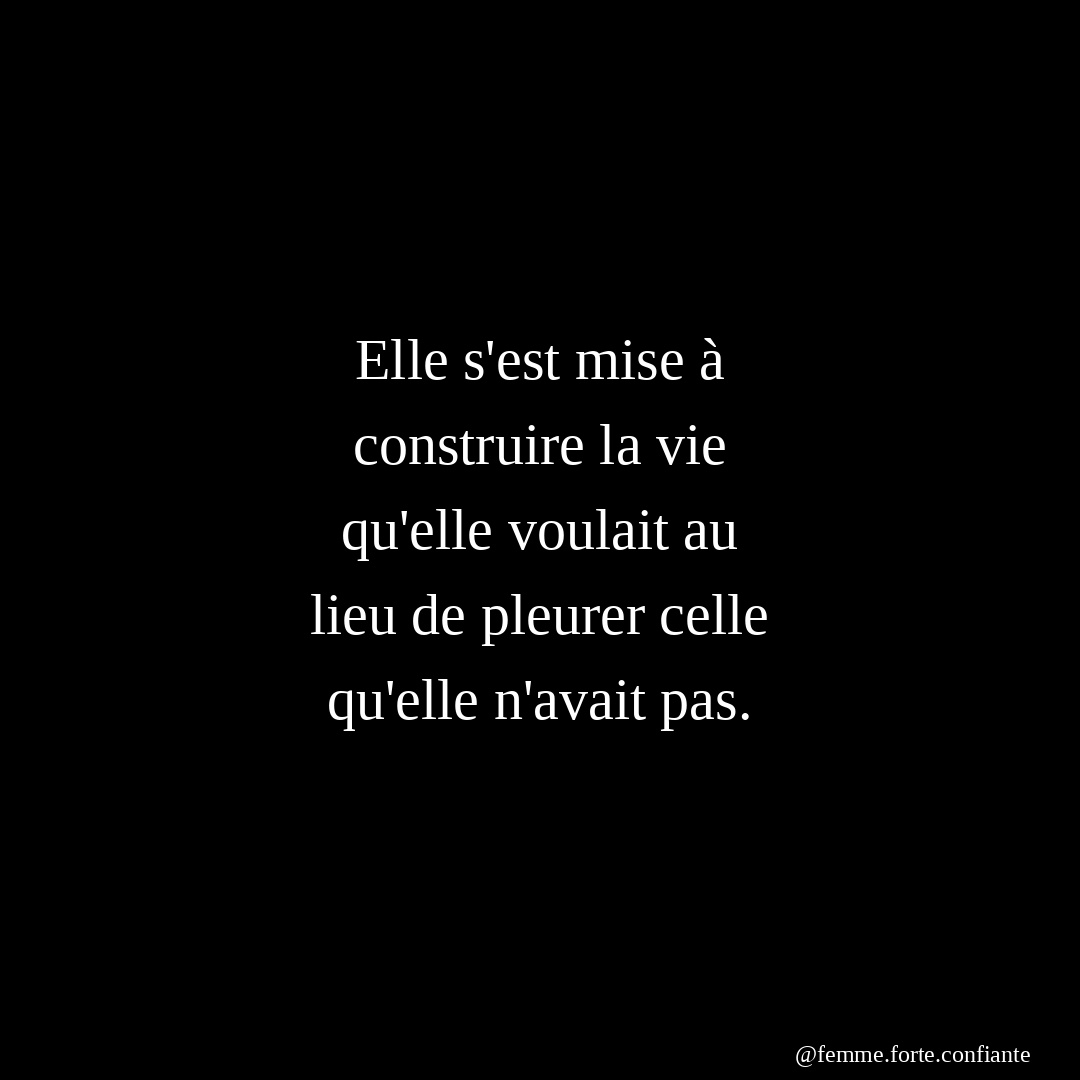 Elle s'est mise à
construire la vie
qu'elle voulait au
lieu de pleurer celle
qu'elle n'avait pas.
@femme.forte.confiante